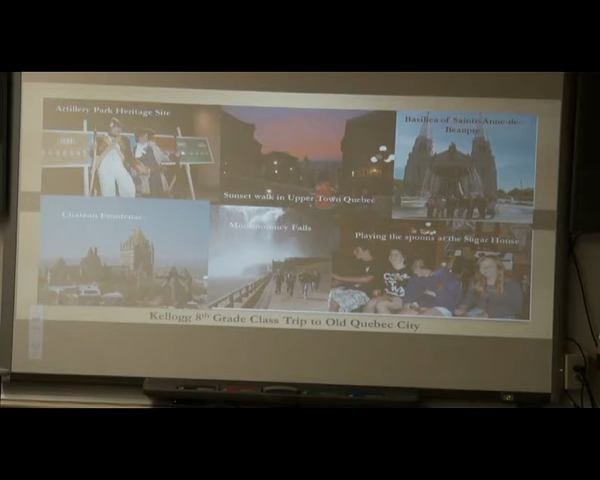 Artillery Park Heritage Site
Basilica of Sainte-Anne-de-
Beaupre
Sunset walk in Upper Town Quebec
Chateau Frontenac
Montmorency Falls
Playing the spoons at the Sugar House
Kellogg 8th Grade Class Trip to Old Quebec City